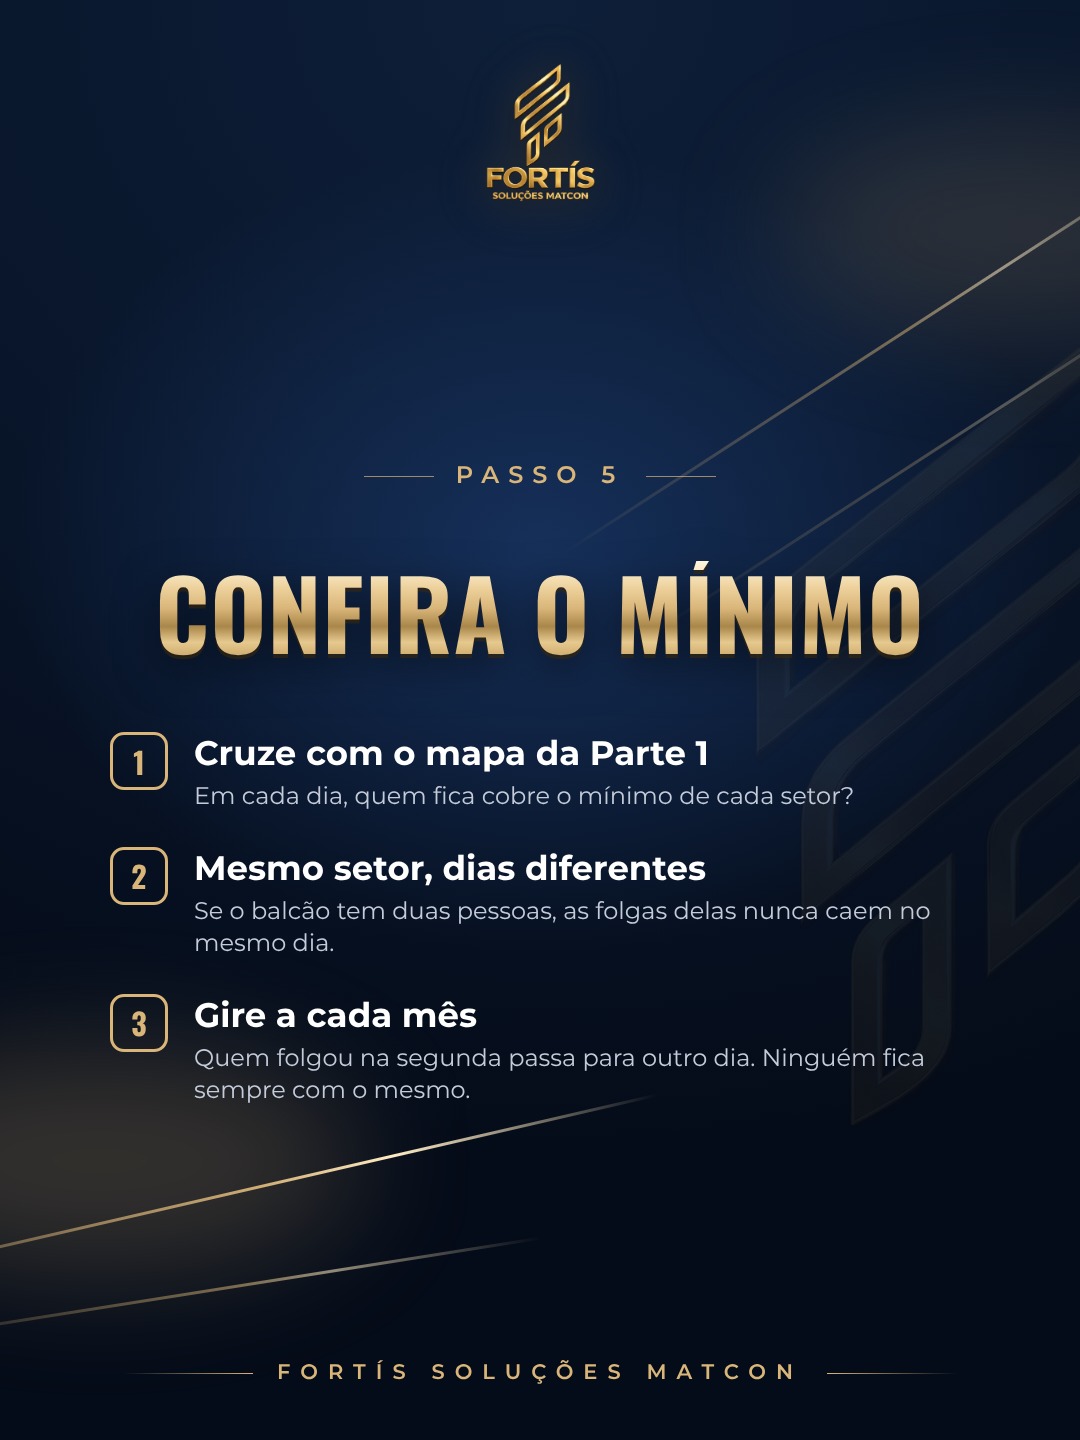 FORTÍS
SOLUÇÕES MATCON
PASSO 5
CONFIRA O MÍNIMO
1
Cruze com o mapa da Parte 1
Em cada dia, quem fica cobre o mínimo de cada setor?
2
Mesmo setor, dias diferentes
Se o balcão tem duas pessoas, as folgas delas nunca caem no
mesmo dia.
3
Gire a cada mês
Quem folgou na segunda passa para outro dia. Ninguém fica
sempre com o mesmo.
FORTÍS SOLUÇÕES MATCON